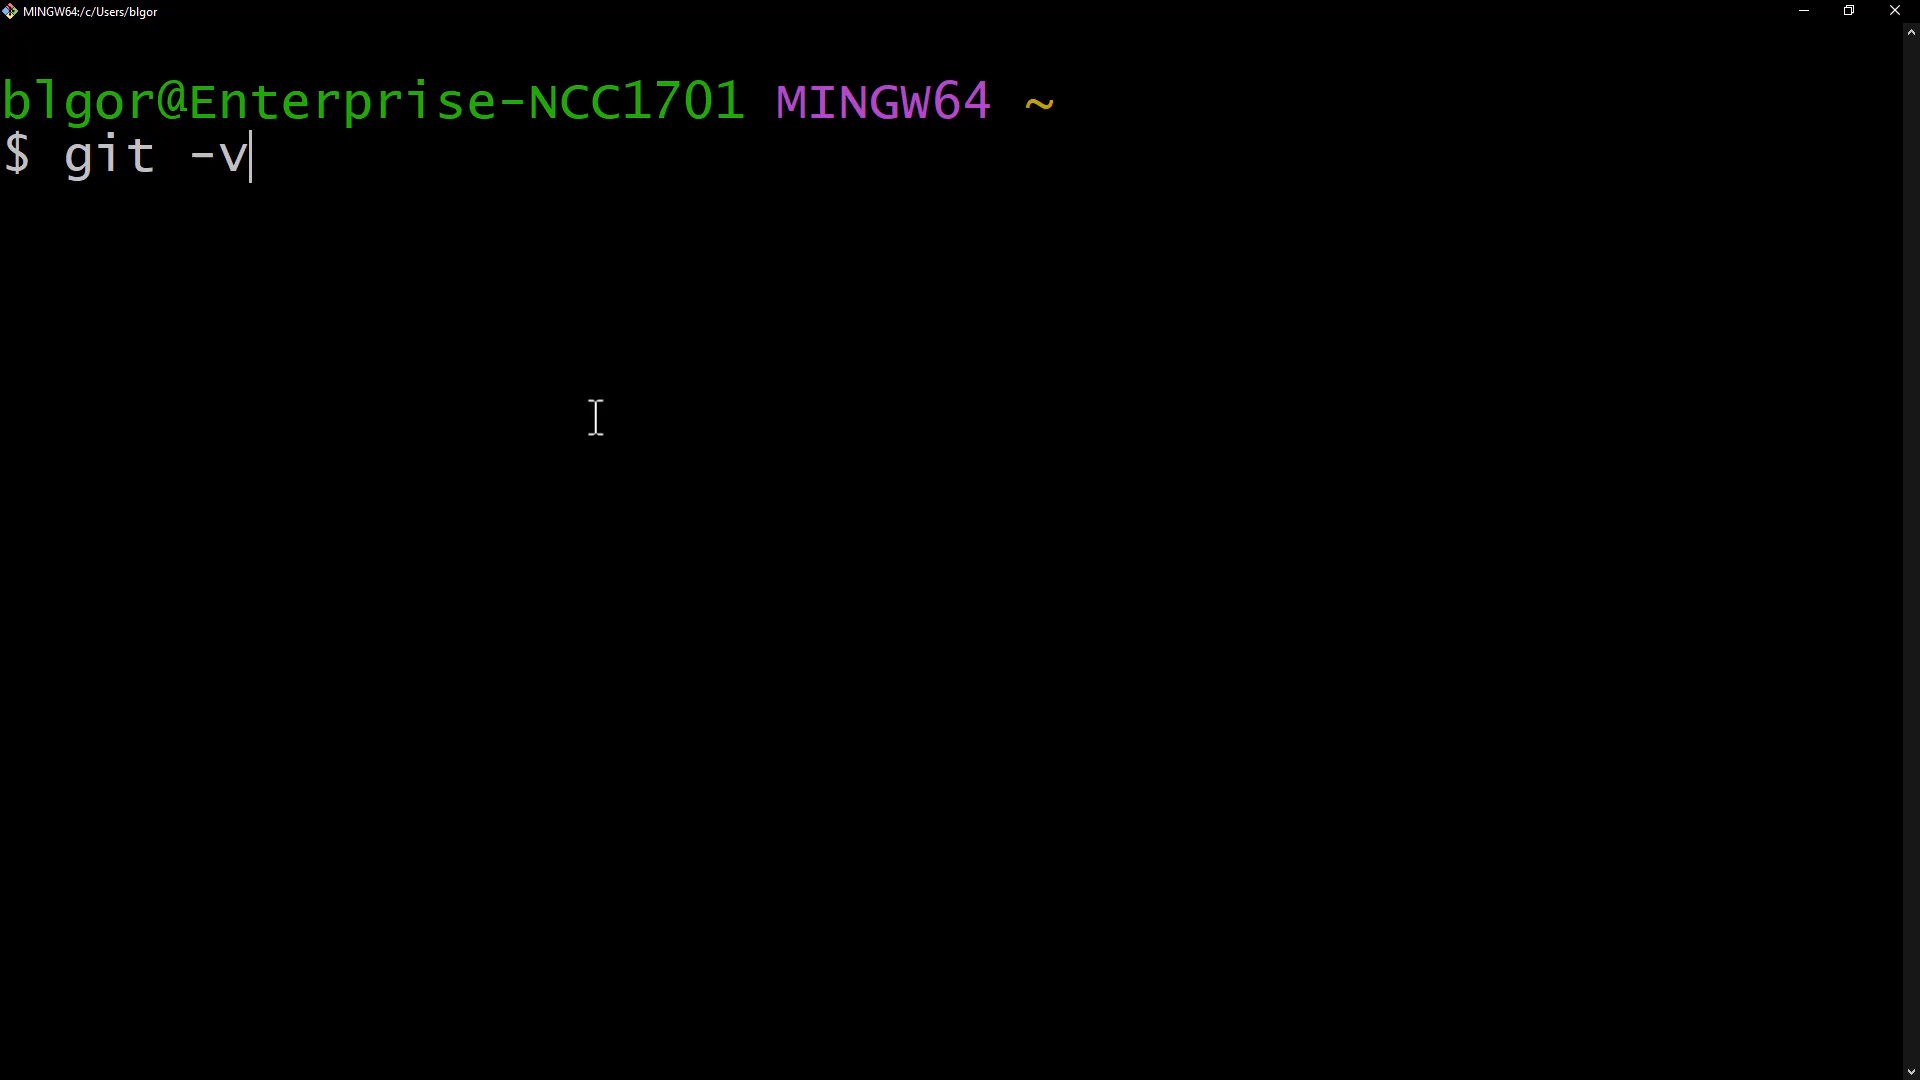 MINGW64:/c/Users/blgor
blgor@Enterprise-NCC1701 MINGW64 ~
$ git -v